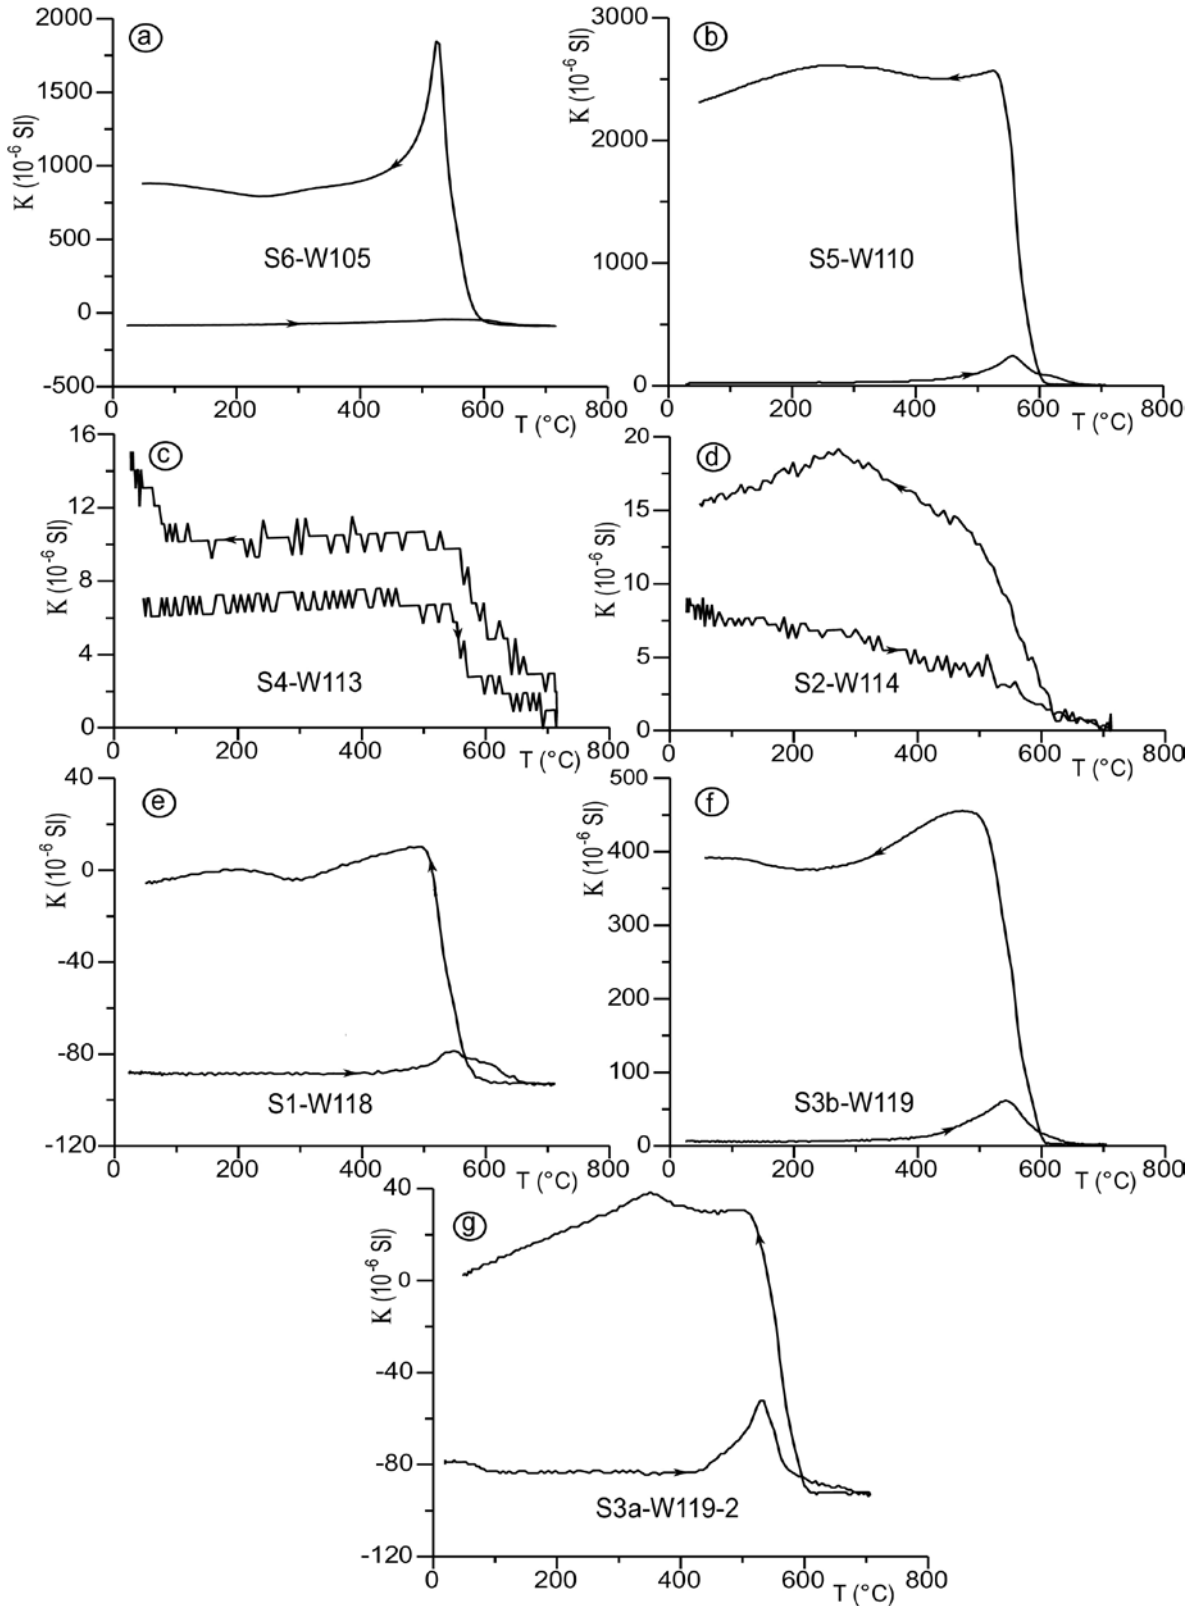 a
K (10⁻⁶ SI)
2000
1500
1000
500
0
-500
0
200
400
600
800
T (°C)
S6-W105
b
K (10⁻⁶ SI)
3000
2000
1000
0
0
200
400
600
800
T (°C)
S5-W110
c
K (10⁻⁶ SI)
16
12
8
4
0
0
200
400
600
800
T (°C)
S4-W113
d
K (10⁻⁶ SI)
20
15
10
5
0
0
200
400
600
800
T (°C)
S2-W114
e
K (10⁻⁶ SI)
40
0
-40
-80
-120
0
200
400
600
800
T (°C)
S1-W118
f
K (10⁻⁶ SI)
500
400
300
200
100
0
0
200
400
600
800
T (°C)
S3b-W119
g
K (10⁻⁶ SI)
40
0
-40
-80
-120
0
200
400
600
800
T (°C)
S3a-W119-2